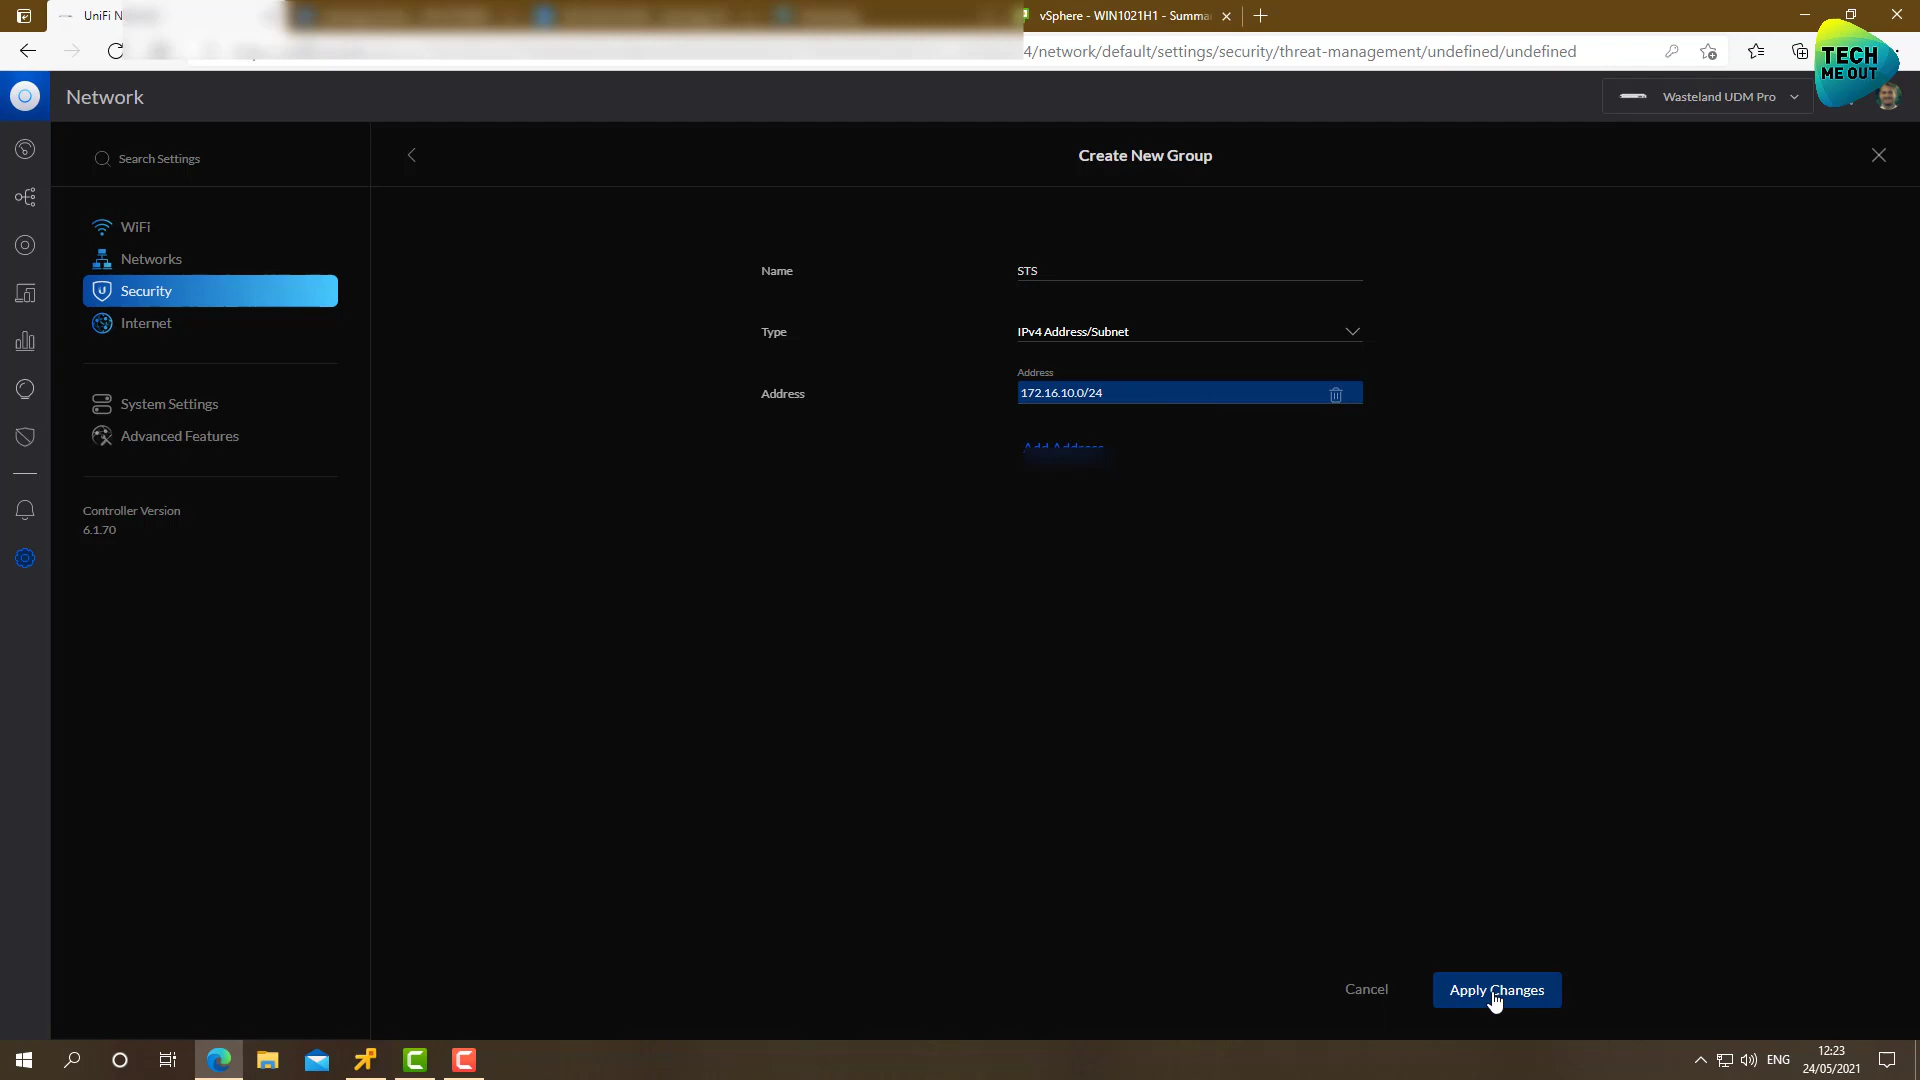 UniFi N
vSphere - WIN1021H1 - Summa
4/network/default/settings/security/threat-management/undefined/undefined
TECH
ME OUT
Network
Wasteland UDM Pro
Search Settings
Create New Group
WiFi
Networks
Security
Internet
System Settings
Advanced Features
Controller Version
6.1.70
Name
STS
Type
IPv4 Address/Subnet
Address
Address
172.16.10.0/24
Add Address
Cancel
Apply Changes
ENG
12:23
24/05/2021